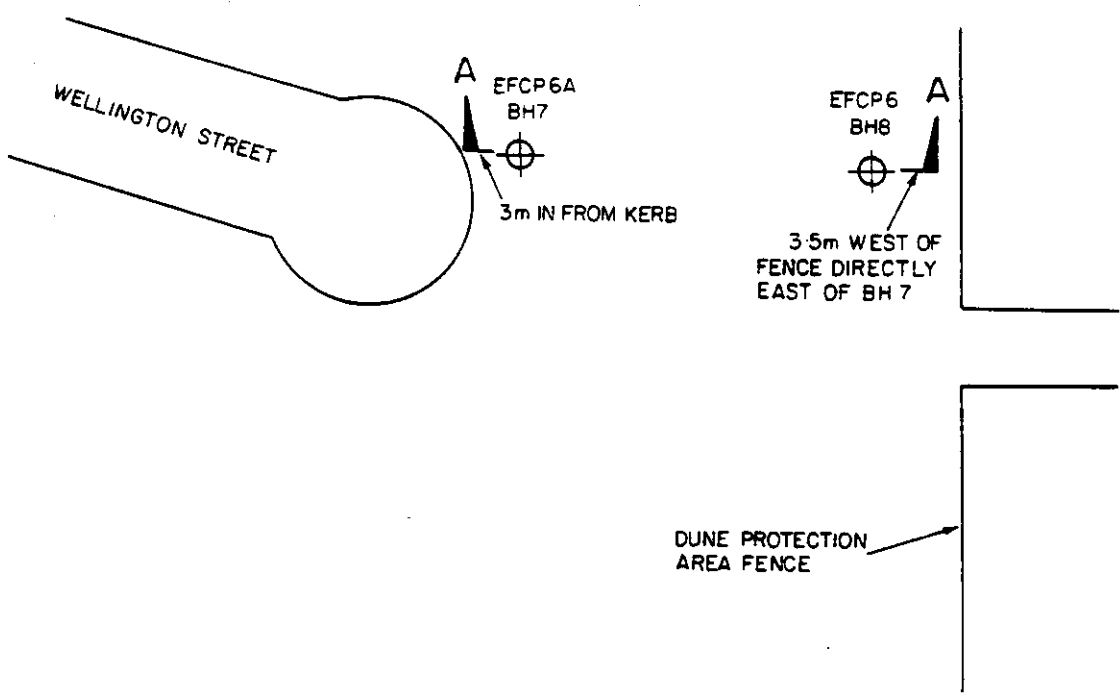 WELLINGTON STREET
A
EFCP6A
BH7
3m IN FROM KERB
EFCP6
BH8
A
3·5m WEST OF
FENCE DIRECTLY
EAST OF BH 7
DUNE PROTECTION
AREA FENCE